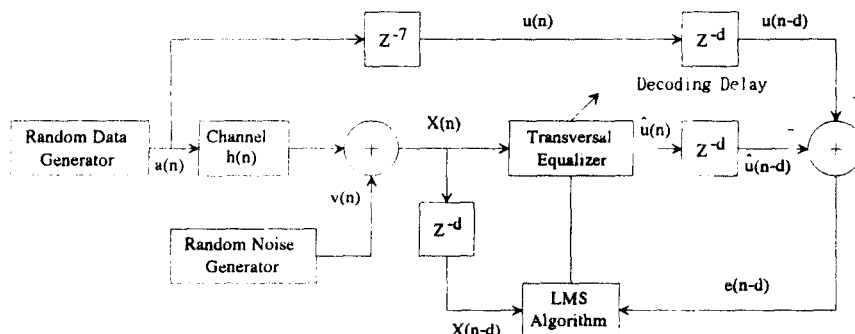 Z-7
u(n)
Z-d
u(n-d)
Decoding Delay
Random Data
Generator
a(n)
Channel
h(n)
+
X(n)
Transversal
Equalizer
û(n)
Z-d
û(n-d)
-
+
v(n)
Random Noise
Generator
Z-d
X(n-d)
LMS
Algorithm
e(n-d)